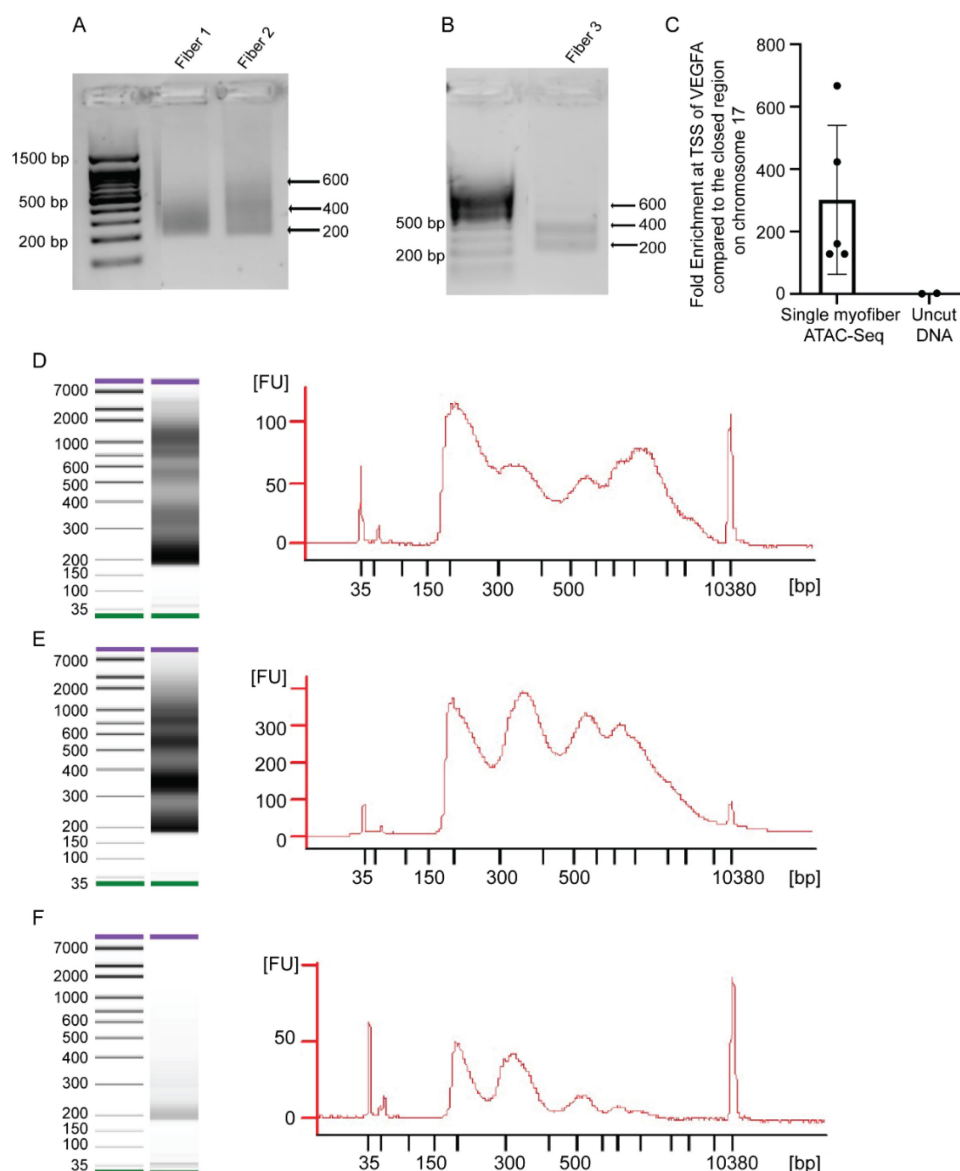 A
Fiber 1
Fiber 2
1500 bp
500 bp
200 bp
600
400
200
B
Fiber 3
500 bp
200 bp
600
400
200
C
Fold Enrichment at TSS of VEGFA
compared to the closed region
on chromosome 17
800
600
400
200
0
Single myofiber
ATAC-Seq
Uncut
DNA
D
7000
2000
1000
600
500
400
300
200
150
100
35
[FU]
100
50
0
35
150
300
500
10380
[bp]
E
7000
2000
1000
600
500
400
300
200
150
100
35
[FU]
300
200
100
0
35
150
300
500
10380
[bp]
F
7000
2000
1000
600
500
400
300
200
150
100
35
[FU]
50
0
35
150
300
500
10380
[bp]